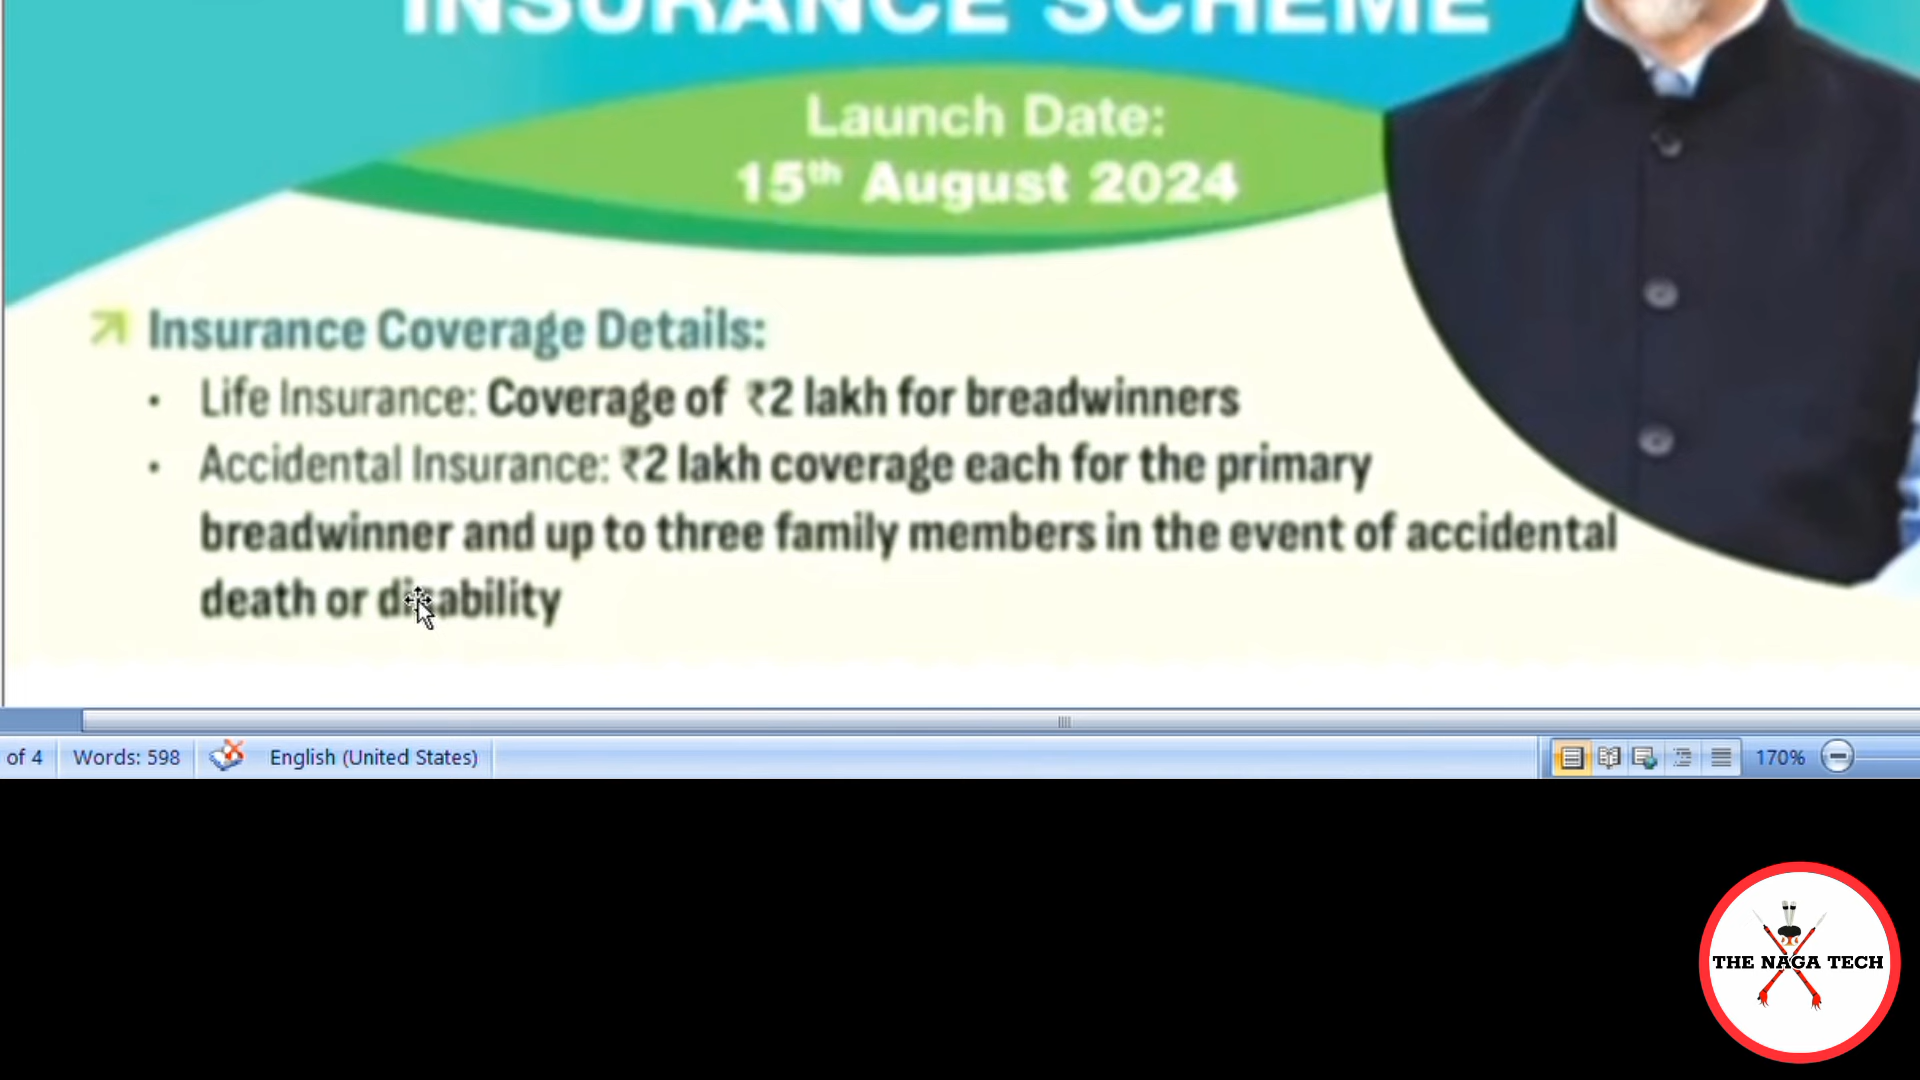 INSURANCE SCHEME
Launch Date:
15th August 2024
Insurance Coverage Details:
• Life Insurance: Coverage of ₹2 lakh for breadwinners
• Accidental Insurance: ₹2 lakh coverage each for the primary
breadwinner and up to three family members in the event of accidental
death or disability
of 4 Words: 598 English (United States) 170%
THE NAGA TECH